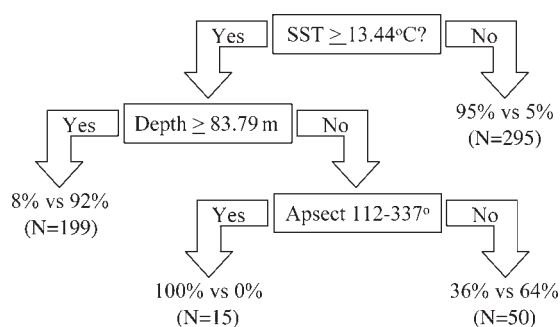 Yes SST ≥ 13.44°C? No
95% vs 5%
(N=295)
Yes Depth ≥ 83.79 m No
8% vs 92%
(N=199)
Yes Apsect 112-337° No
100% vs 0%
(N=15)
36% vs 64%
(N=50)